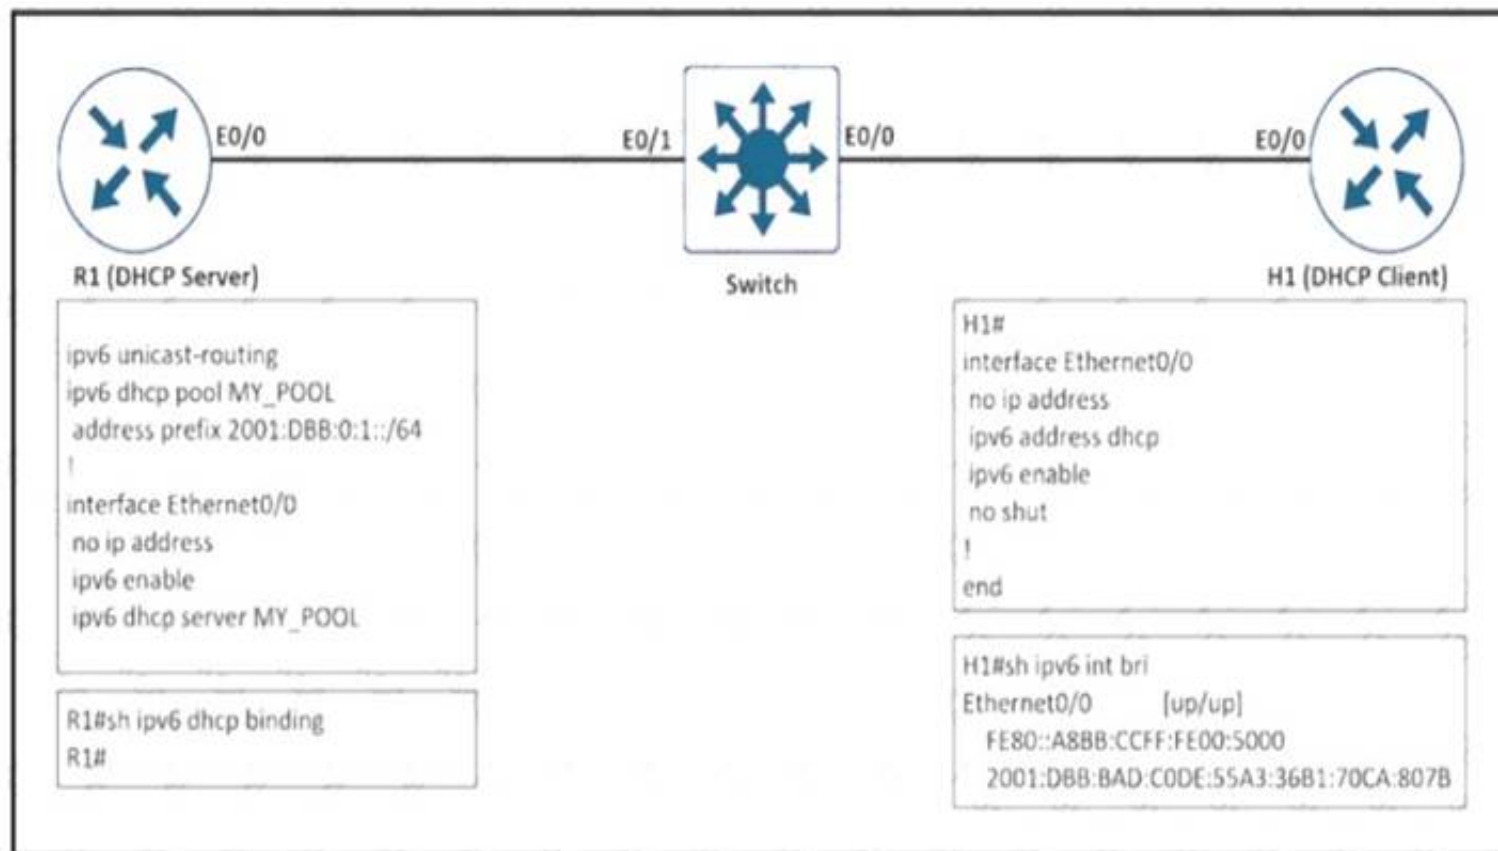 E0/0
E0/1
E0/0
E0/0
R1 (DHCP Server)
Switch
H1 (DHCP Client)
ipv6 unicast-routing
ipv6 dhcp pool MY_POOL
address prefix 2001:DBB:0:1::/64
!
interface Ethernet0/0
no ip address
ipv6 enable
ipv6 dhcp server MY_POOL
R1#sh ipv6 dhcp binding
R1#
H1#
interface Ethernet0/0
no ip address
ipv6 address dhcp
ipv6 enable
no shut
!
end
H1#sh ipv6 int bri
Ethernet0/0 [up/up]
FE80::A8BB:CCFF:FE00:5000
2001:DBB:BAD:C0DE:55A3:36B1:70CA:807B